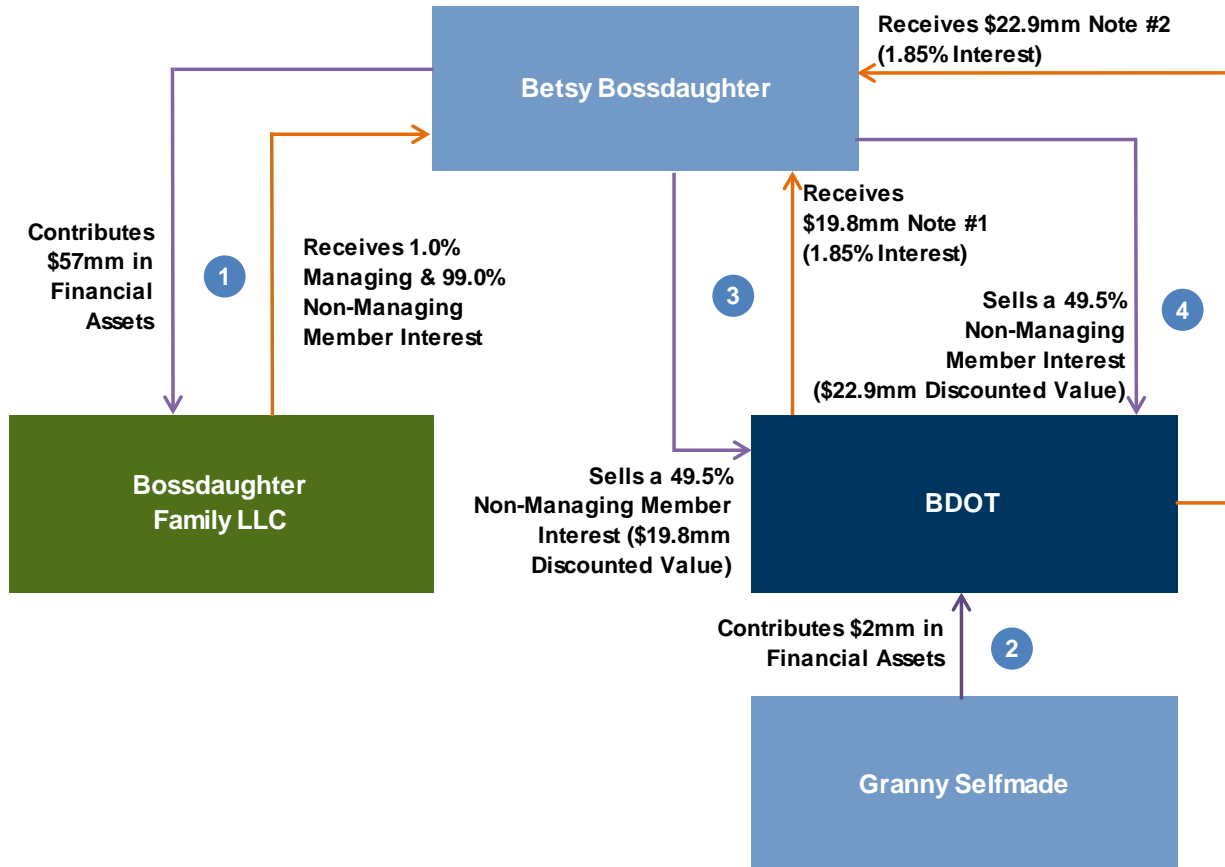 Receives $22.9mm Note #2
(1.85% Interest)
Betsy Bossdaughter
Contributes
$57mm in
Financial
Assets
1
Receives 1.0%
Managing & 99.0%
Non-Managing
Member Interest
3
Receives
$19.8mm Note #1
(1.85% Interest)
Sells a 49.5%
Non-Managing
Member Interest
($22.9mm Discounted Value)
4
Bossdaughter
Family LLC
Sells a 49.5%
Non-Managing Member
Interest ($19.8mm
Discounted Value)
BDOT
Contributes $2mm in
Financial Assets
2
Granny Selfmade